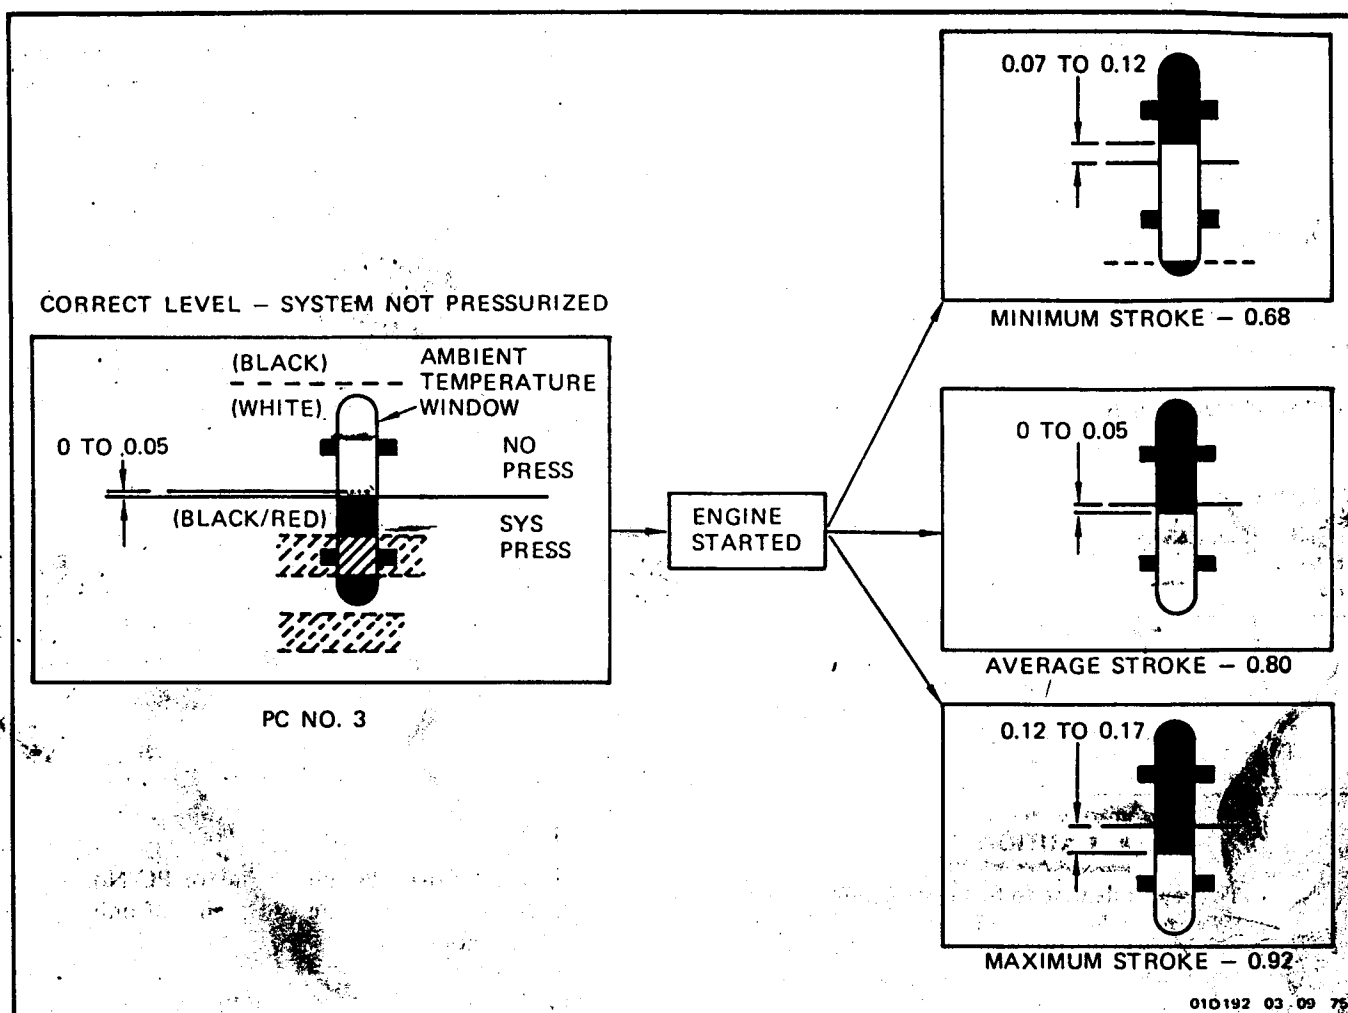 CORRECT LEVEL – SYSTEM NOT PRESSURIZED
(BLACK)
(WHITE)
AMBIENT
TEMPERATURE
WINDOW
0 TO 0.05
NO
PRESS
(BLACK/RED)
SYS
PRESS
PC NO. 3
ENGINE
STARTED
0.07 TO 0.12
MINIMUM STROKE – 0.68
0 TO 0.05
AVERAGE STROKE – 0.80
0.12 TO 0.17
MAXIMUM STROKE – 0.92
010192 03 09 75